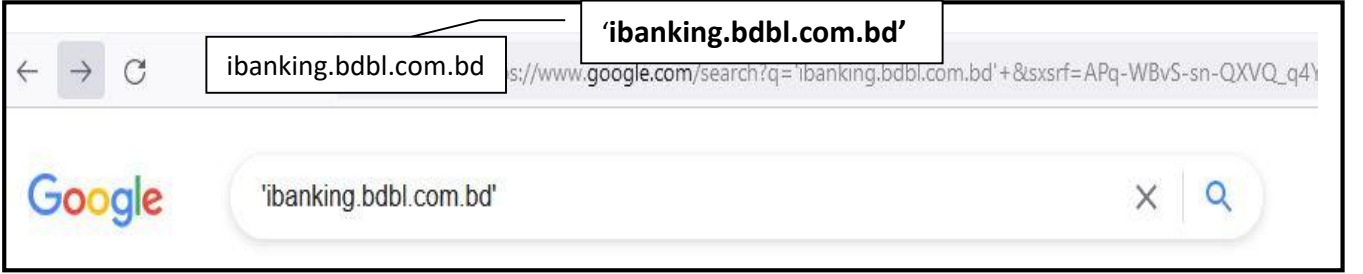 ‘ibanking.bdbl.com.bd’
ibanking.bdbl.com.bd s://www.google.com/search?q='ibanking.bdbl.com.bd'+&sxsrf=APq-WBvS-sn-QXVQ_q4Y
Google 'ibanking.bdbl.com.bd'